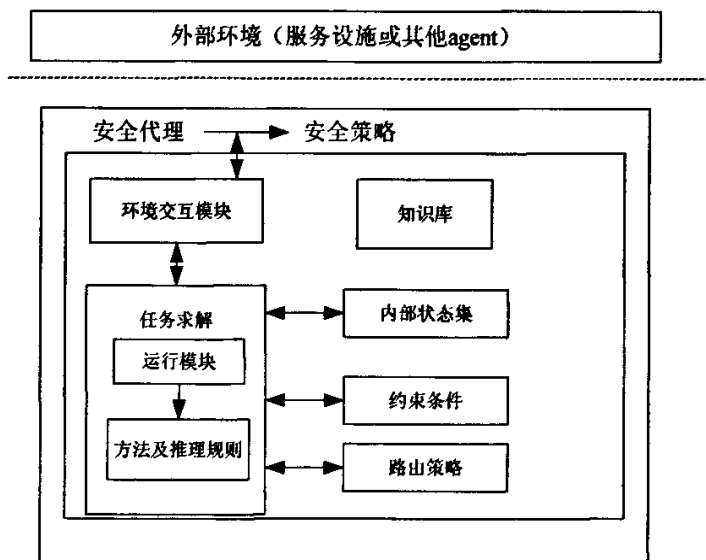 外部环境（服务设施或其他agent）
安全代理
安全策略
环境交互模块
知识库
任务求解
内部状态集
运行模块
约束条件
方法及推理规则
路山策略